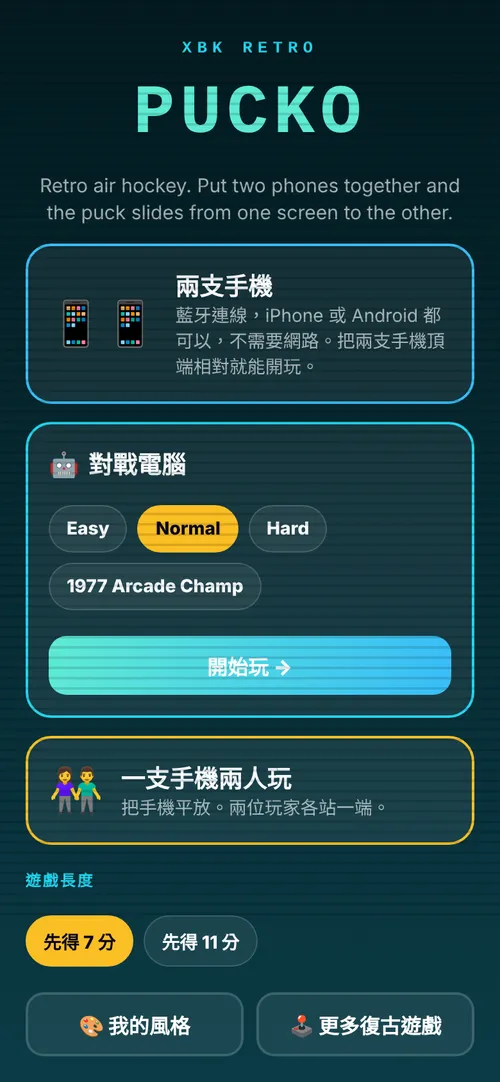 XBK RETRO
PUCKO
Retro air hockey. Put two phones together and
the puck slides from one screen to the other.
兩支手機
藍牙連線，iPhone 或 Android 都
可以，不需要網路。把兩支手機頂
端相對就能開玩。
對戰電腦
Easy
Normal
Hard
1977 Arcade Champ
開始玩 →
一支手機兩人玩
把手機平放。兩位玩家各站一端。
遊戲長度
先得 7 分
先得 11 分
我的風格
更多復古遊戲